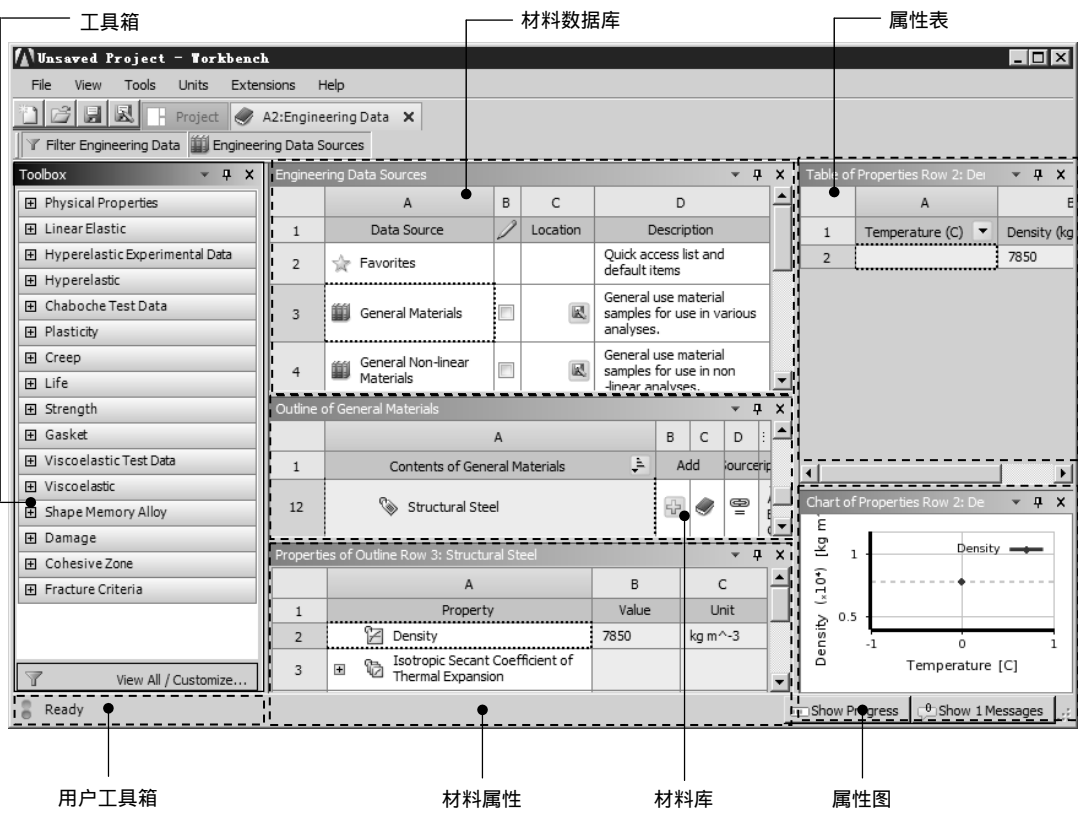 工具箱
材料数据库
属性表
Unsaved Project - Workbench
File View Tools Units Extensions Help
Project
A2:Engineering Data
Filter Engineering Data
Engineering Data Sources
Toolbox
Physical Properties
Linear Elastic
Hyperelastic Experimental Data
Hyperelastic
Chaboche Test Data
Plasticity
Creep
Life
Strength
Gasket
Viscoelastic Test Data
Viscoelastic
Shape Memory Alloy
Damage
Cohesive Zone
Fracture Criteria
View All / Customize...
Ready
Engineering Data Sources
A B C D
1 Data Source Location Description
2 Favorites Quick access list and
default items
3 General Materials General use material
samples for use in various
analyses.
4 General Non-linear
Materials General use material
samples for use in non
-linear analyses.
Outline of General Materials
A B C D
1 Contents of General Materials Add
12 Structural Steel
Properties of Outline Row 3: Structural Steel
A B C
1 Property Value Unit
2 Density 7850 kg m^-3
3 Isotropic Secant Coefficient of
Thermal Expansion
Table of Properties Row 2: De
A
1 Temperature (C) Density (kg
2 7850
Chart of Properties Row 2: De
Density (x10⁴) [kg m
1
0.5
Density
-1 0 1
Temperature [C]
Show Progress
Show 1 Messages
用户工具箱
材料属性
材料库
属性图